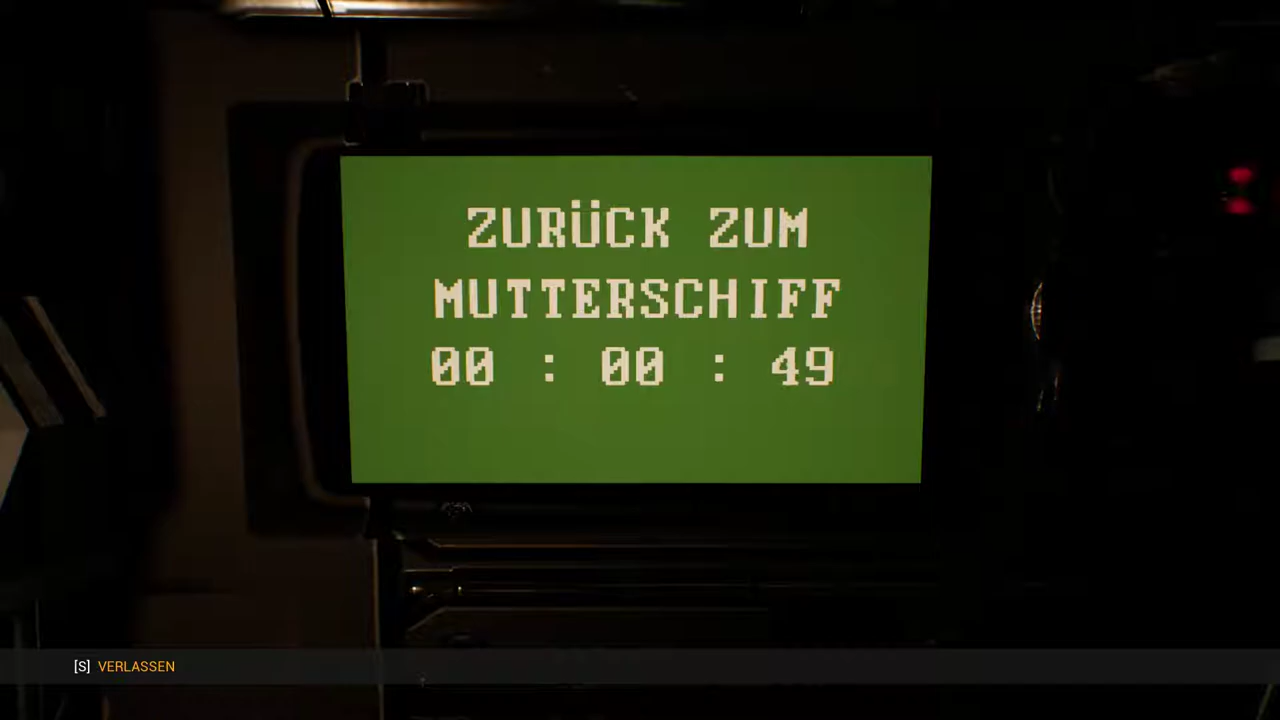 ZURÜCK ZUM
MUTTERSCHIFF
00 : 00 : 49
[S] VERLASSEN